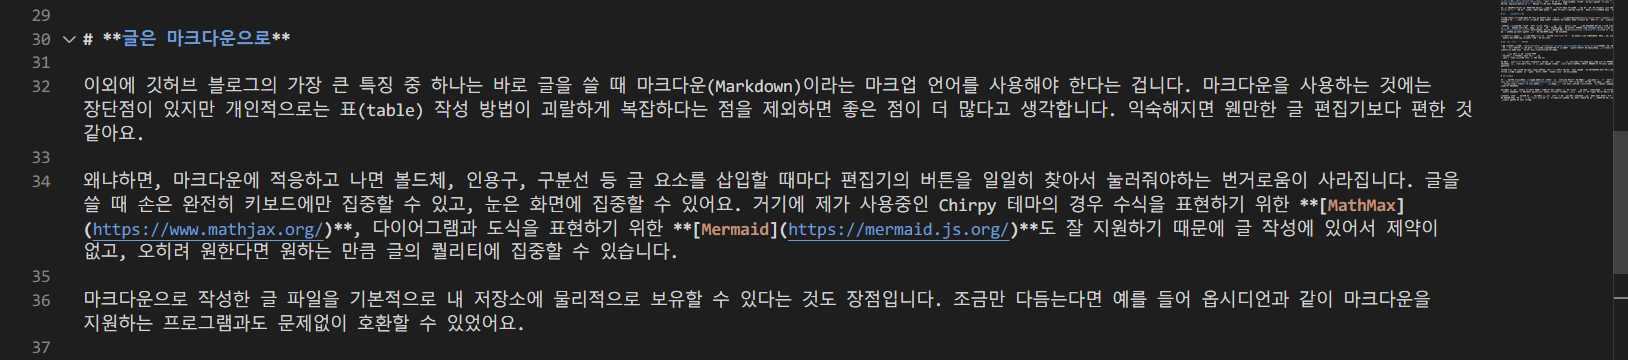 29
30 # **글은 마크다운으로**
31
32 이외에 깃허브 블로그의 가장 큰 특징 중 하나는 바로 글을 쓸 때 마크다운(Markdown)이라는 마크업 언어를 사용해야 한다는 겁니다. 마크다운을 사용하는 것에는
장단점이 있지만 개인적으로는 표(table) 작성 방법이 괴랄하게 복잡하다는 점을 제외하면 좋은 점이 더 많다고 생각합니다. 익숙해지면 웬만한 글 편집기보다 편한 것
같아요.
33
34 왜냐하면, 마크다운에 적응하고 나면 볼드체, 인용구, 구분선 등 글 요소를 삽입할 때마다 편집기의 버튼을 일일히 찾아서 눌러줘야하는 번거로움이 사라집니다. 글을
쓸 때 손은 완전히 키보드에만 집중할 수 있고, 눈은 화면에 집중할 수 있어요. 거기에 제가 사용중인 Chirpy 테마의 경우 수식을 표현하기 위한 **[MathMax]
(https://www.mathjax.org/)**, 다이어그램과 도식을 표현하기 위한 **[Mermaid](https://mermaid.js.org/)**도 잘 지원하기 때문에 글 작성에 있어서 제약이
없고, 오히려 원한다면 원하는 만큼 글의 퀄리티에 집중할 수 있습니다.
35
36 마크다운으로 작성한 글 파일을 기본적으로 내 저장소에 물리적으로 보유할 수 있다는 것도 장점입니다. 조금만 다듬는다면 예를 들어 옵시디언과 같이 마크다운을
지원하는 프로그램과도 문제없이 호환할 수 있었어요.
37